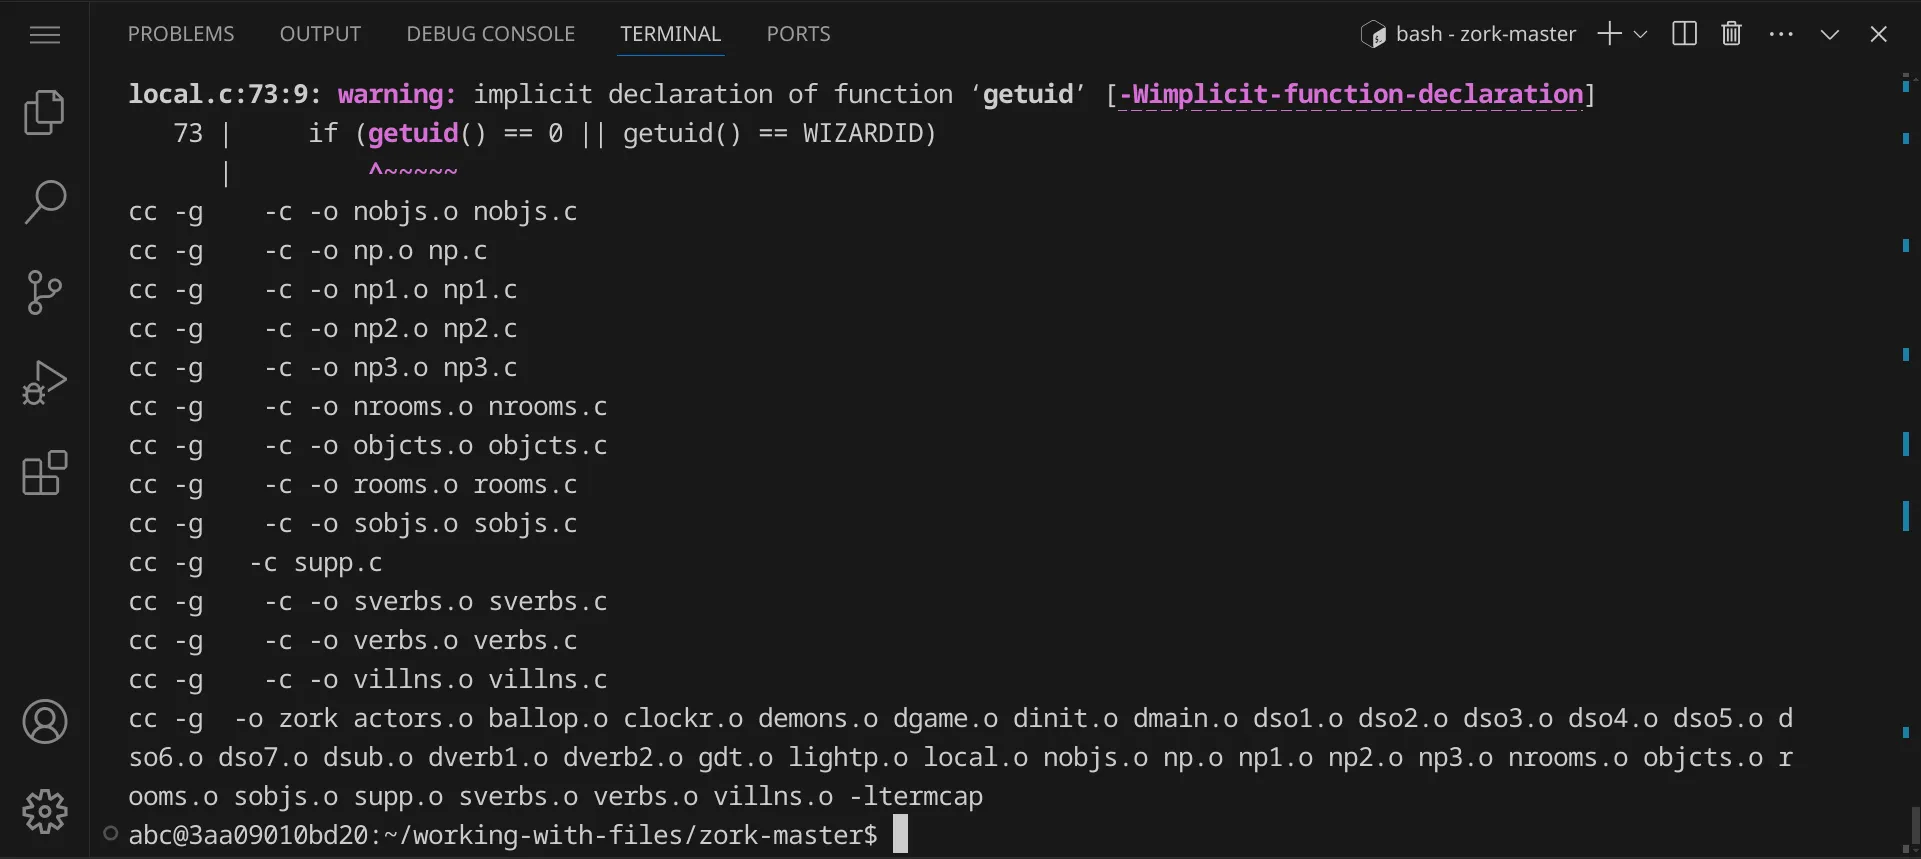 PROBLEMS OUTPUT DEBUG CONSOLE TERMINAL PORTS bash - zork-master
local.c:73:9: warning: implicit declaration of function ‘getuid’ [-Wimplicit-function-declaration]
73 | if (getuid() == 0 || getuid() == WIZARDID)
| ^~~~~~
cc -g -c -o nobjs.o nobjs.c
cc -g -c -o np.o np.c
cc -g -c -o np1.o np1.c
cc -g -c -o np2.o np2.c
cc -g -c -o np3.o np3.c
cc -g -c -o nrooms.o nrooms.c
cc -g -c -o objcts.o objcts.c
cc -g -c -o rooms.o rooms.c
cc -g -c -o sobjs.o sobjs.c
cc -g -c supp.c
cc -g -c -o sverbs.o sverbs.c
cc -g -c -o verbs.o verbs.c
cc -g -c -o villns.o villns.c
cc -g -o zork actors.o ballop.o clockr.o demons.o dgame.o dinit.o dmain.o dso1.o dso2.o dso3.o dso4.o dso5.o d
so6.o dso7.o dsub.o dverb1.o dverb2.o gdt.o lightp.o local.o nobjs.o np.o np1.o np2.o np3.o nrooms.o objcts.o r
ooms.o sobjs.o supp.o sverbs.o verbs.o villns.o -ltermcap
abc@3aa09010bd20:~/working-with-files/zork-master$